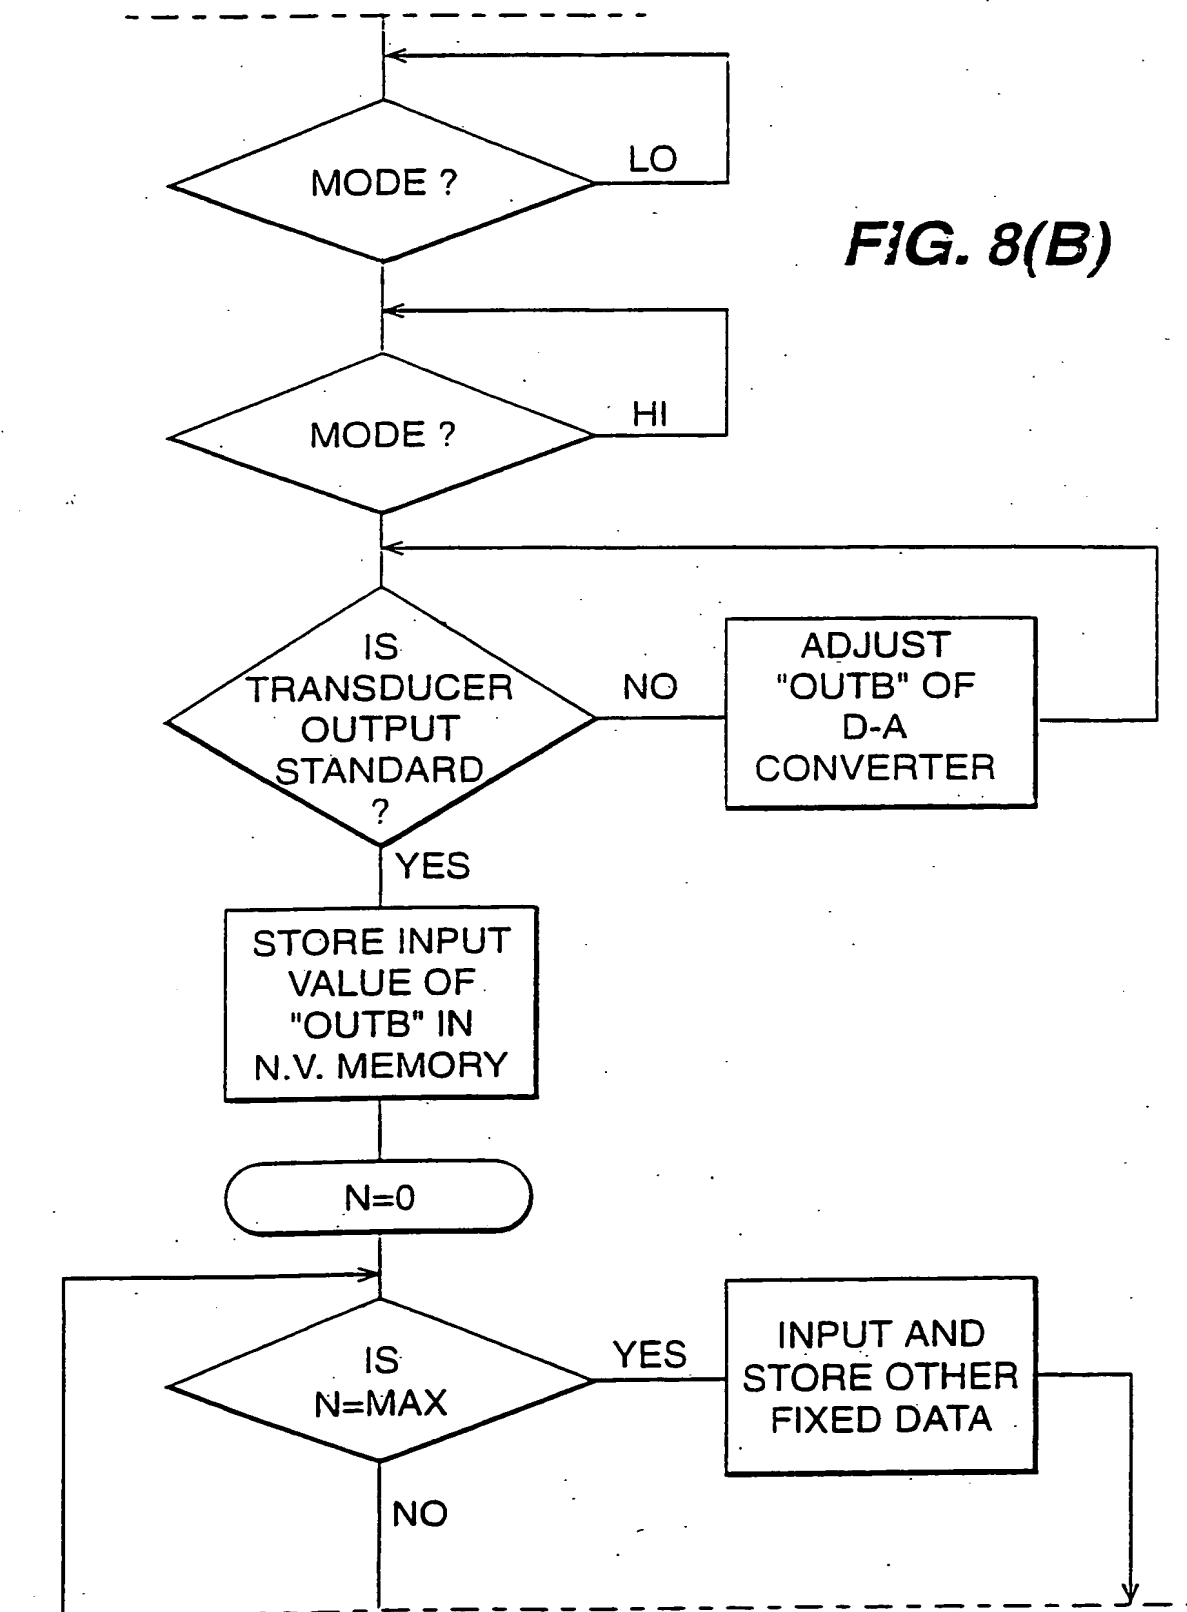 MODE ?
LO
FIG. 8(B)
MODE ?
HI
IS
TRANSDUCER
OUTPUT
STANDARD
?
NO
ADJUST
"OUTB" OF
D-A
CONVERTER
YES
STORE INPUT
VALUE OF
"OUTB" IN
N.V. MEMORY
N=0
IS
N=MAX
YES
INPUT AND
STORE OTHER
FIXED DATA
NO